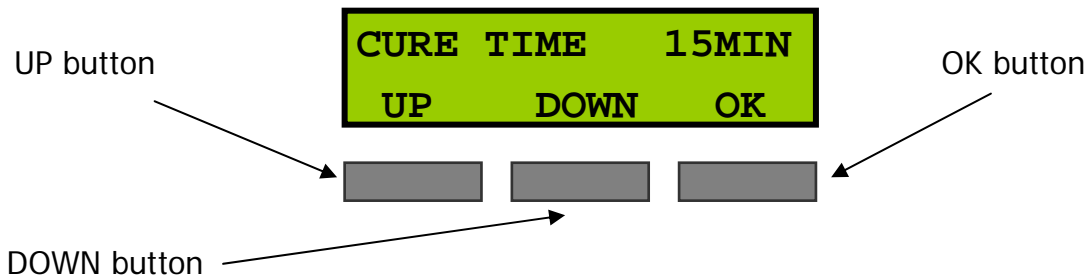 CURE TIME 15MIN
UP button
OK button
UP DOWN OK
DOWN button